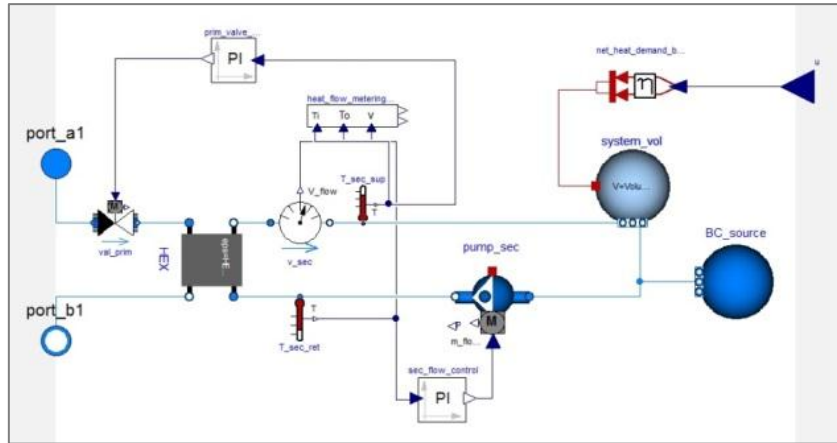 prim_valve_...
PI
net_heat_demand_b...
u
η
heat_flow_metering...
Ti To V
system_vol
port_a1
M
T_sec_sup
V=Volu...
V_flow
T
BC_source
val_prim
HEX
v_sec
pump_sec
port_b1
T
P
M
m_flo...
T_sec_ret
sec_flow_control
PI